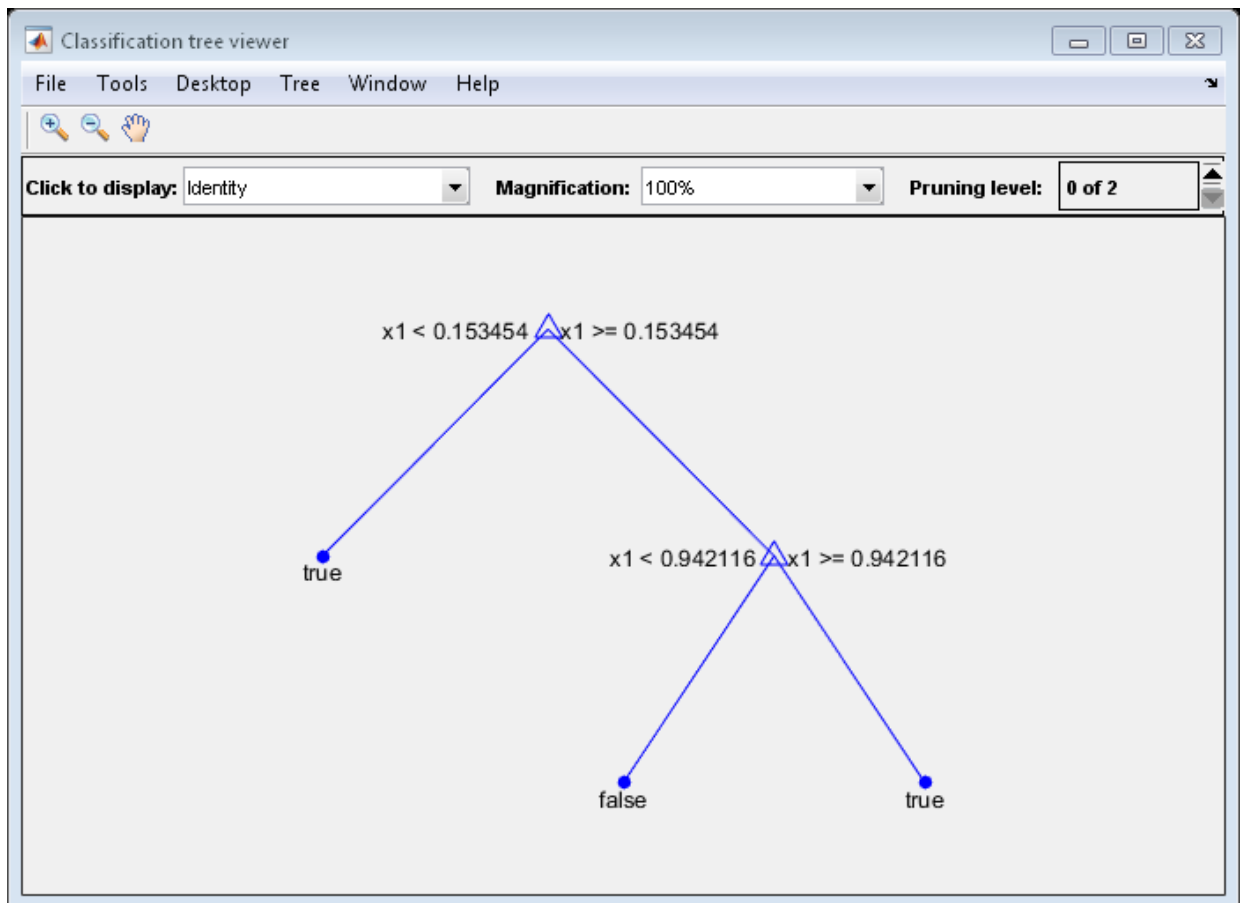 Classification tree viewer
File Tools Desktop Tree Window Help
Click to display: Identity Magnification: 100% Pruning level: 0 of 2
x1 < 0.153454 x1 >= 0.153454
true x1 < 0.942116 x1 >= 0.942116
false true